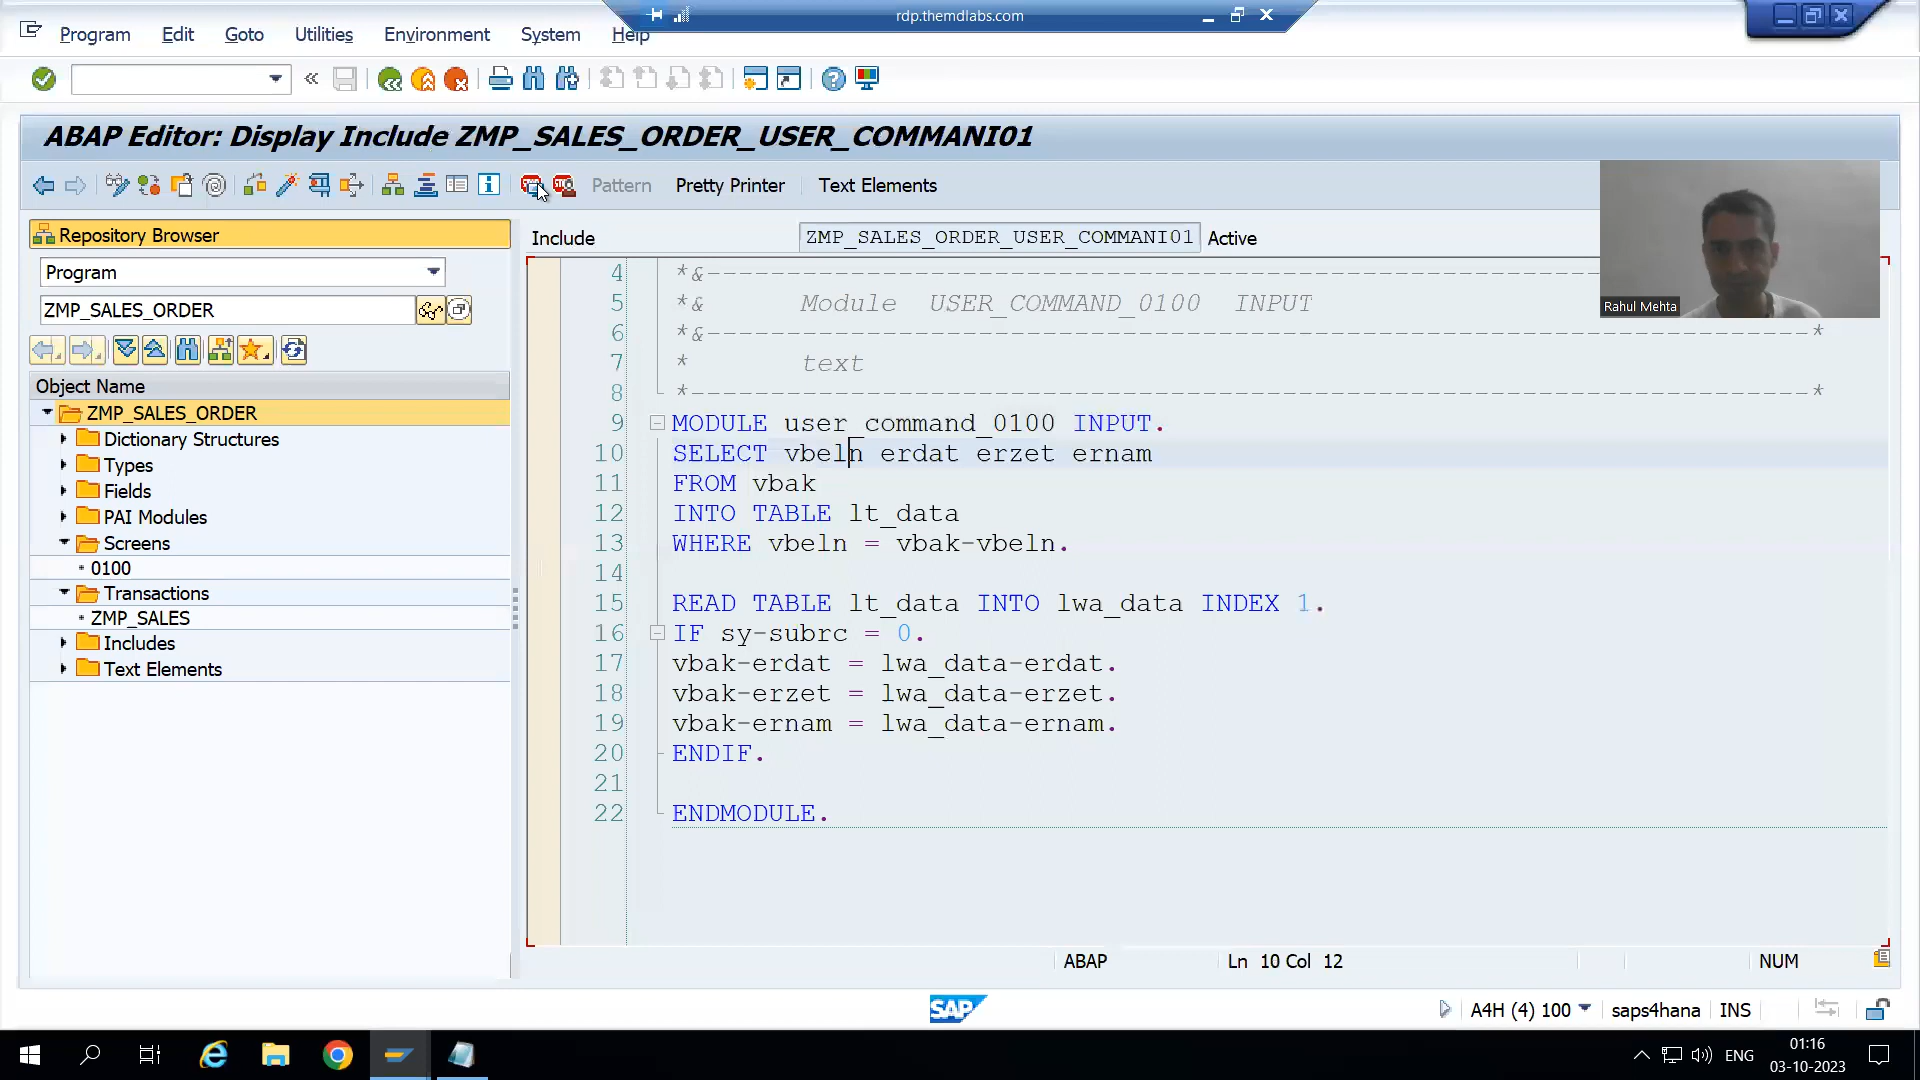 rdp.themdlabs.com
Program Edit Goto Utilities Environment System Help
ABAP Editor: Display Include ZMP_SALES_ORDER_USER_COMMANI01
Pattern Pretty Printer Text Elements
Repository Browser
Program
ZMP_SALES_ORDER
Object Name
ZMP_SALES_ORDER
Dictionary Structures
Types
Fields
PAI Modules
Screens
0100
Transactions
ZMP_SALES
Includes
Text Elements
Include ZMP_SALES_ORDER_USER_COMMANI01 Active
4 *&---------------------------------------------------------------------*
5 *& Module USER_COMMAND_0100 INPUT
6 *&---------------------------------------------------------------------*
7 * text
8 *----------------------------------------------------------------------*
9 MODULE user_command_0100 INPUT.
10 SELECT vbeln erdat erzet ernam
11 FROM vbak
12 INTO TABLE lt_data
13 WHERE vbeln = vbak-vbeln.
14
15 READ TABLE lt_data INTO lwa_data INDEX 1.
16 IF sy-subrc = 0.
17 vbak-erdat = lwa_data-erdat.
18 vbak-erzet = lwa_data-erzet.
19 vbak-ernam = lwa_data-ernam.
20 ENDIF.
21
22 ENDMODULE.
Rahul Mehta
ABAP Ln 10 Col 12 NUM
SAP
A4H (4) 100 saps4hana INS
ENG
01:16
03-10-2023